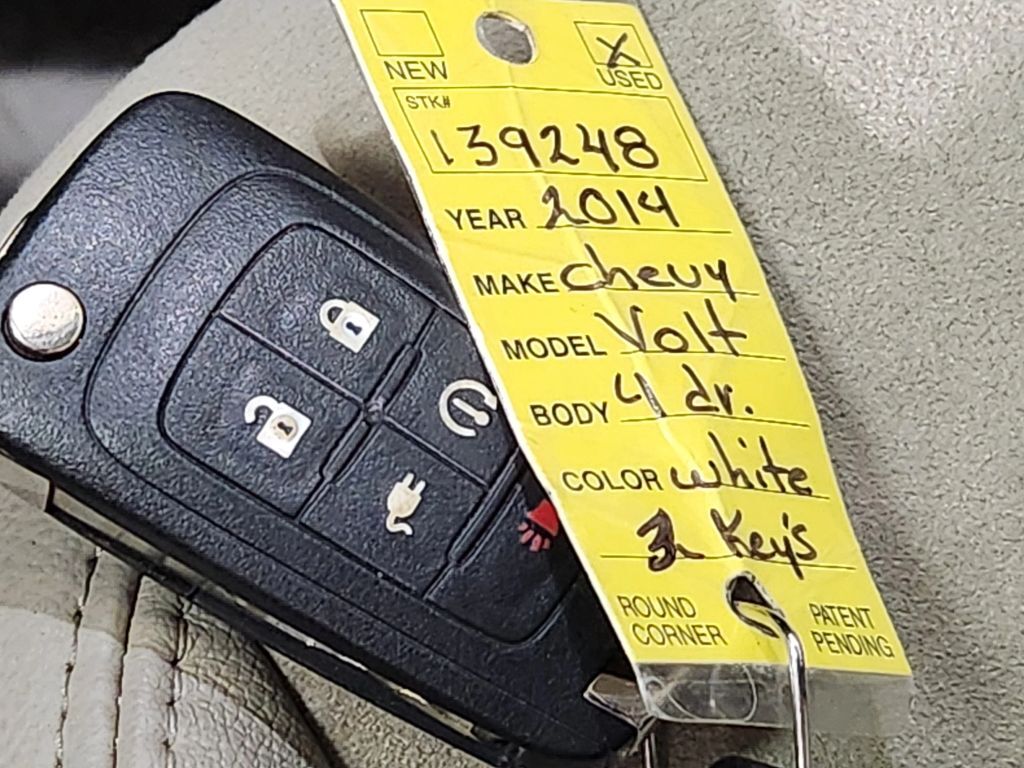 NEW X USED
STK#
139248
YEAR 2014
MAKE Chevy
MODEL Volt
BODY 4 dr.
COLOR white
Key's
ROUND CORNER
PATENT PENDING